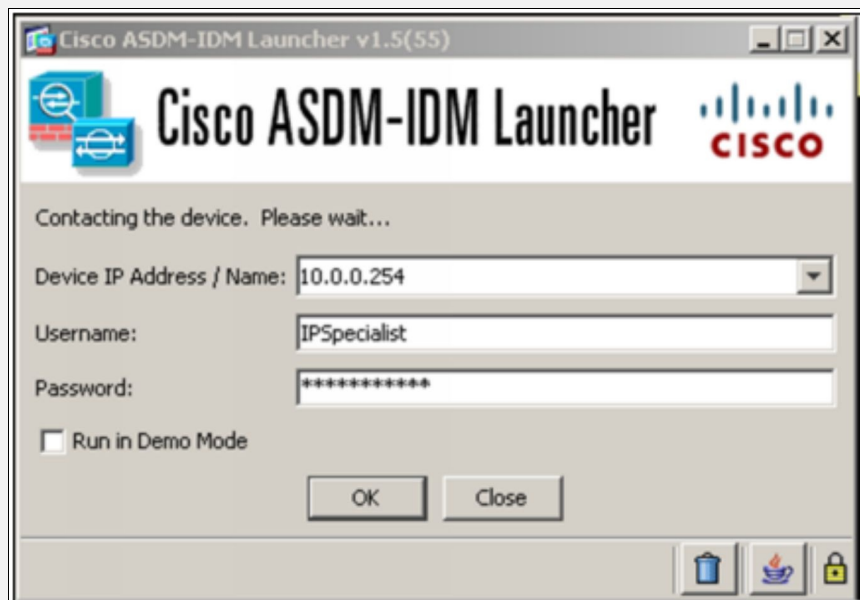 Cisco ASDM-IDM Launcher v1.5(55)
Cisco ASDM-IDM Launcher
CISCO
Contacting the device. Please wait...
Device IP Address / Name: 10.0.0.254
Username: IPSpecialist
Password: ***********
Run in Demo Mode
OK Close